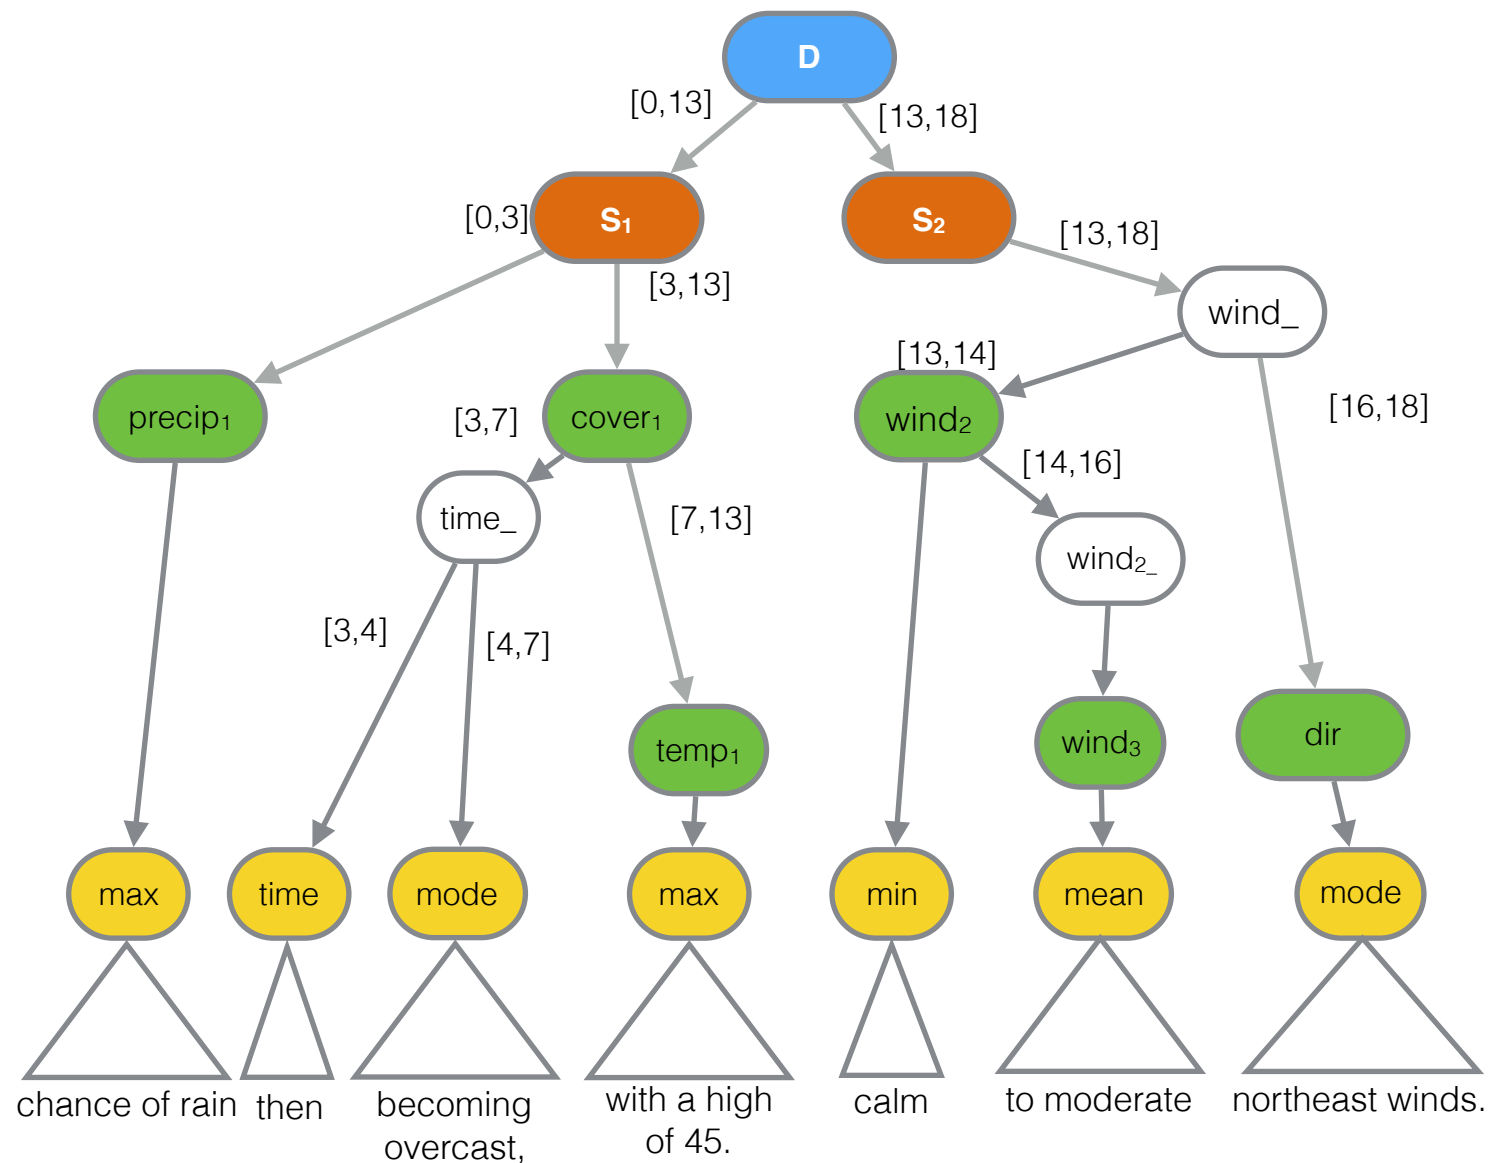 D
[0,13]
[13,18]
S1
S2
[0,3]
[3,13]
[13,18]
wind_
[13,14]
precip1
cover1
wind2
[3,7]
[16,18]
[14,16]
time_
[7,13]
wind2_
[3,4]
[4,7]
temp1
wind3
dir
max
time
mode
max
min
mean
mode
chance of rain
then
becoming
overcast,
with a high
of 45.
calm
to moderate
northeast winds.